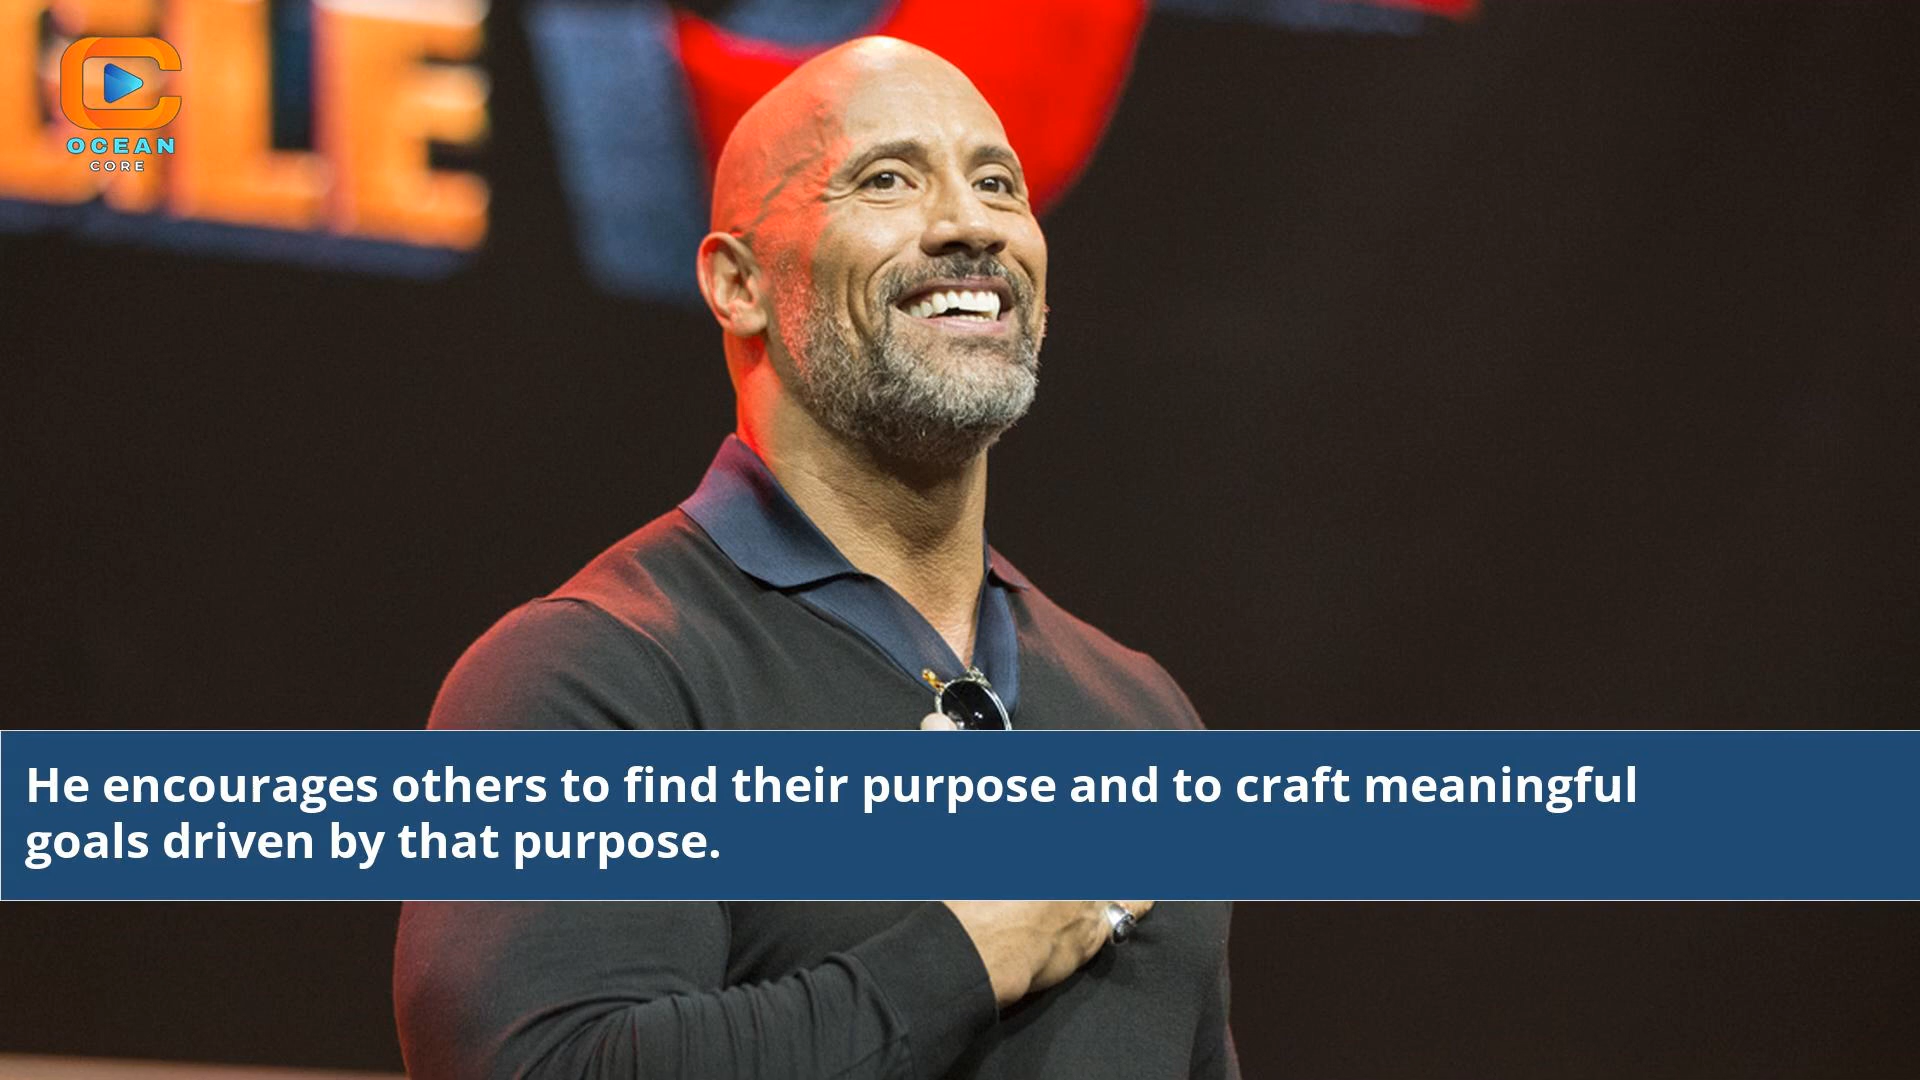 OCEAN
CORE
He encourages others to find their purpose and to craft meaningful
goals driven by that purpose.